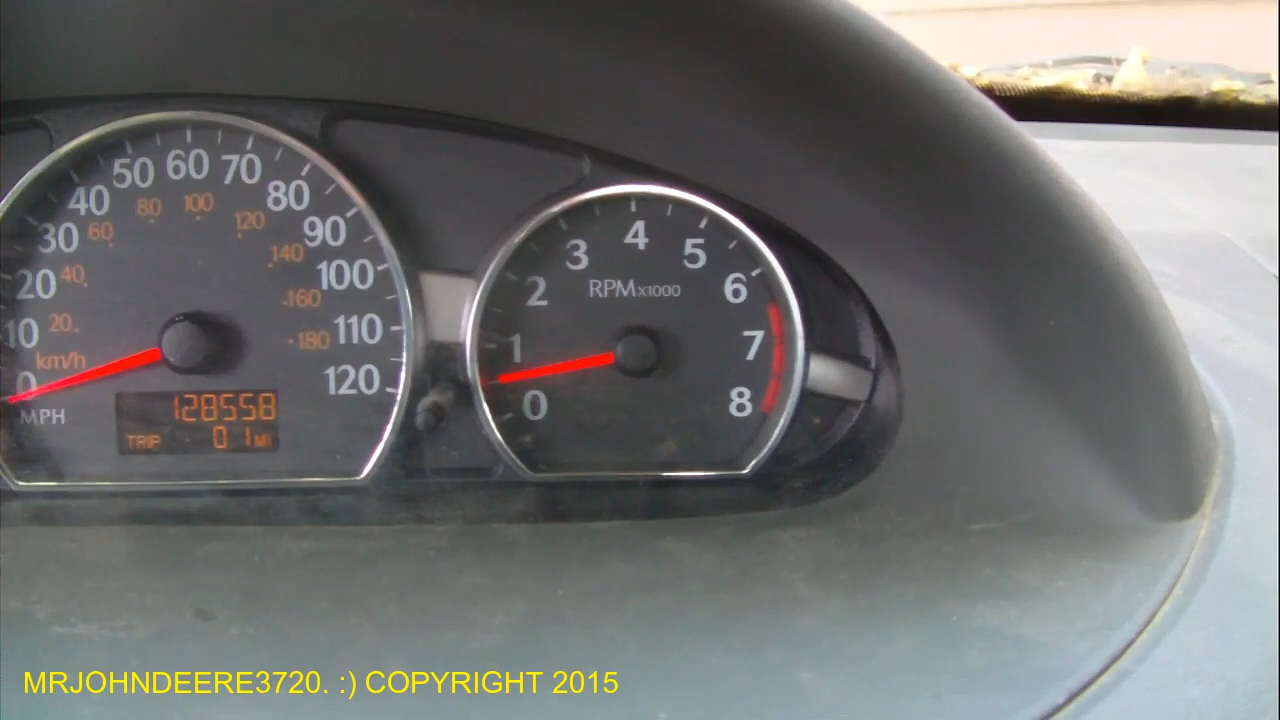 0 10 20 30 40 50 60 70 80 90 100 110 120
20 40 60 80 100 120 140 160 180
km/h
MPH
128558
TRIP 0 1 MI
0 1 2 3 4 5 6 7 8
RPMx1000
MRJOHNDEERE3720. :) COPYRIGHT 2015